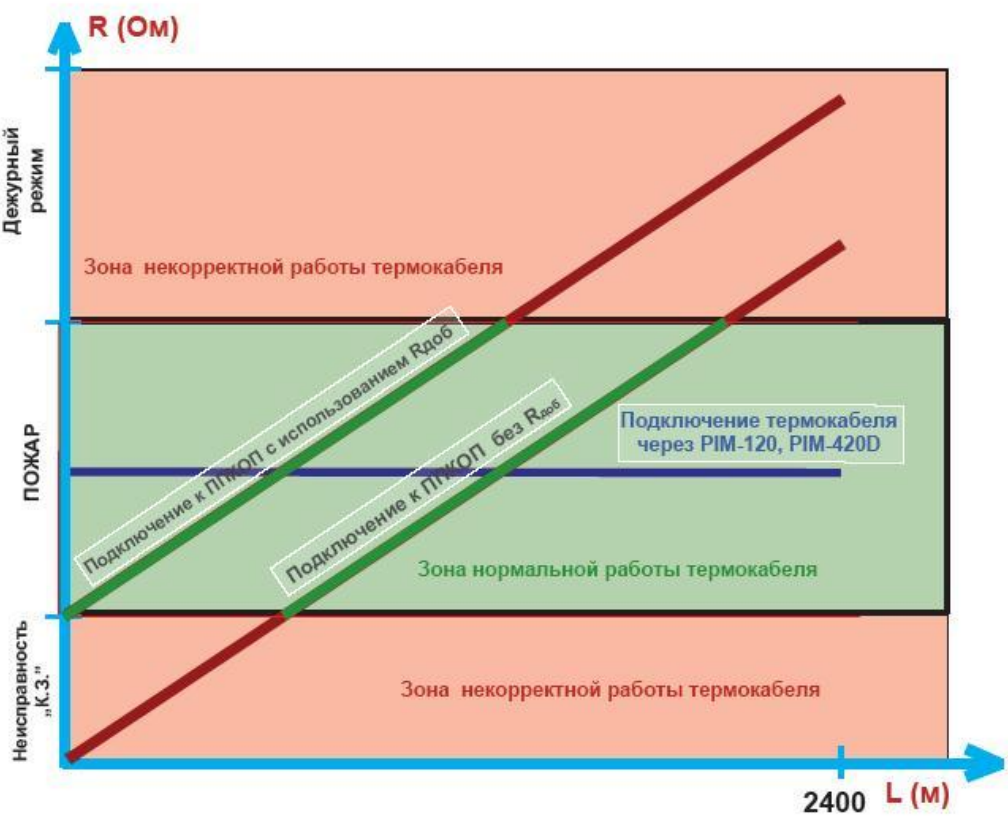 R (Ом)
Дежурный
режим
Зона некорректной работы термокабеля
Подключение к ППКОП с использованием Rдоб
Подключение к ППКОП без Rдоб
ПОЖАР
Подключение термокабеля
через PIM-120, PIM-420D
Зона нормальной работы термокабеля
Неисправность
„К.З.”
Зона некорректной работы термокабеля
2400
L (м)